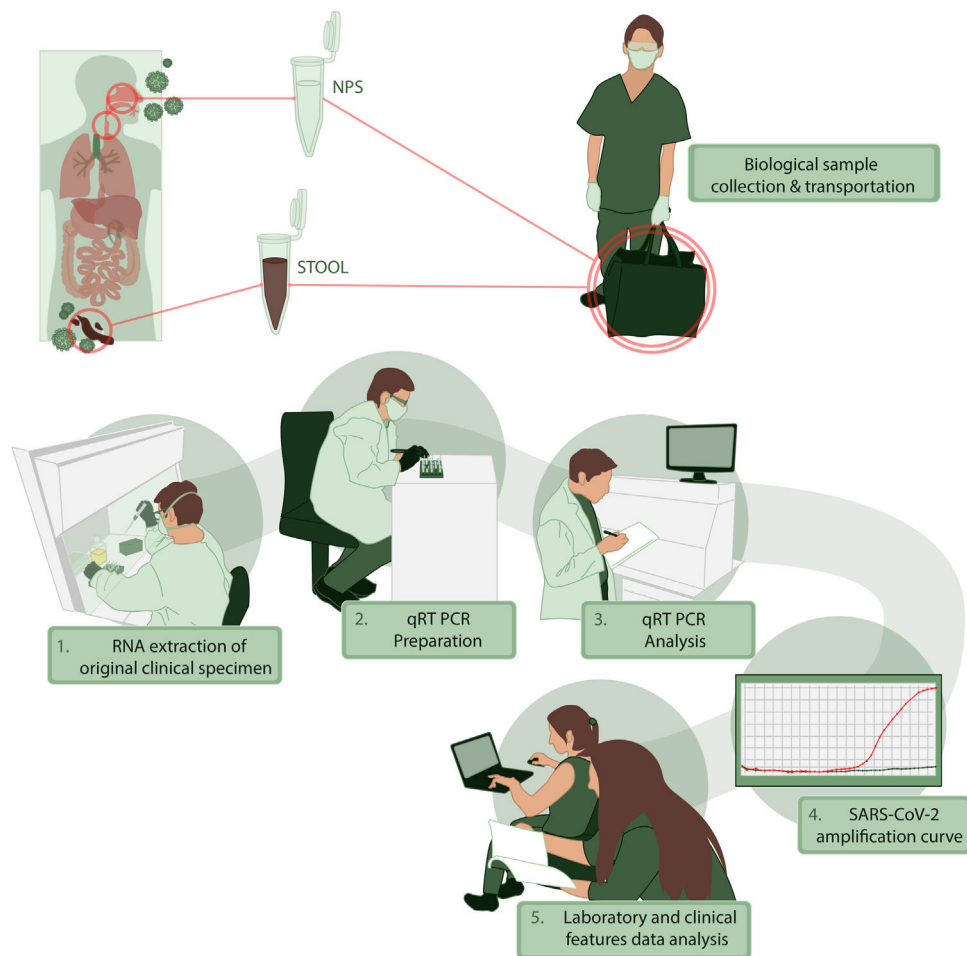 NPS
Biological sample
collection & transportation
STOOL
1. RNA extraction of
original clinical specimen
2. qRT PCR
Preparation
3. qRT PCR
Analysis
4. SARS-CoV-2
amplification curve
5. Laboratory and clinical
features data analysis